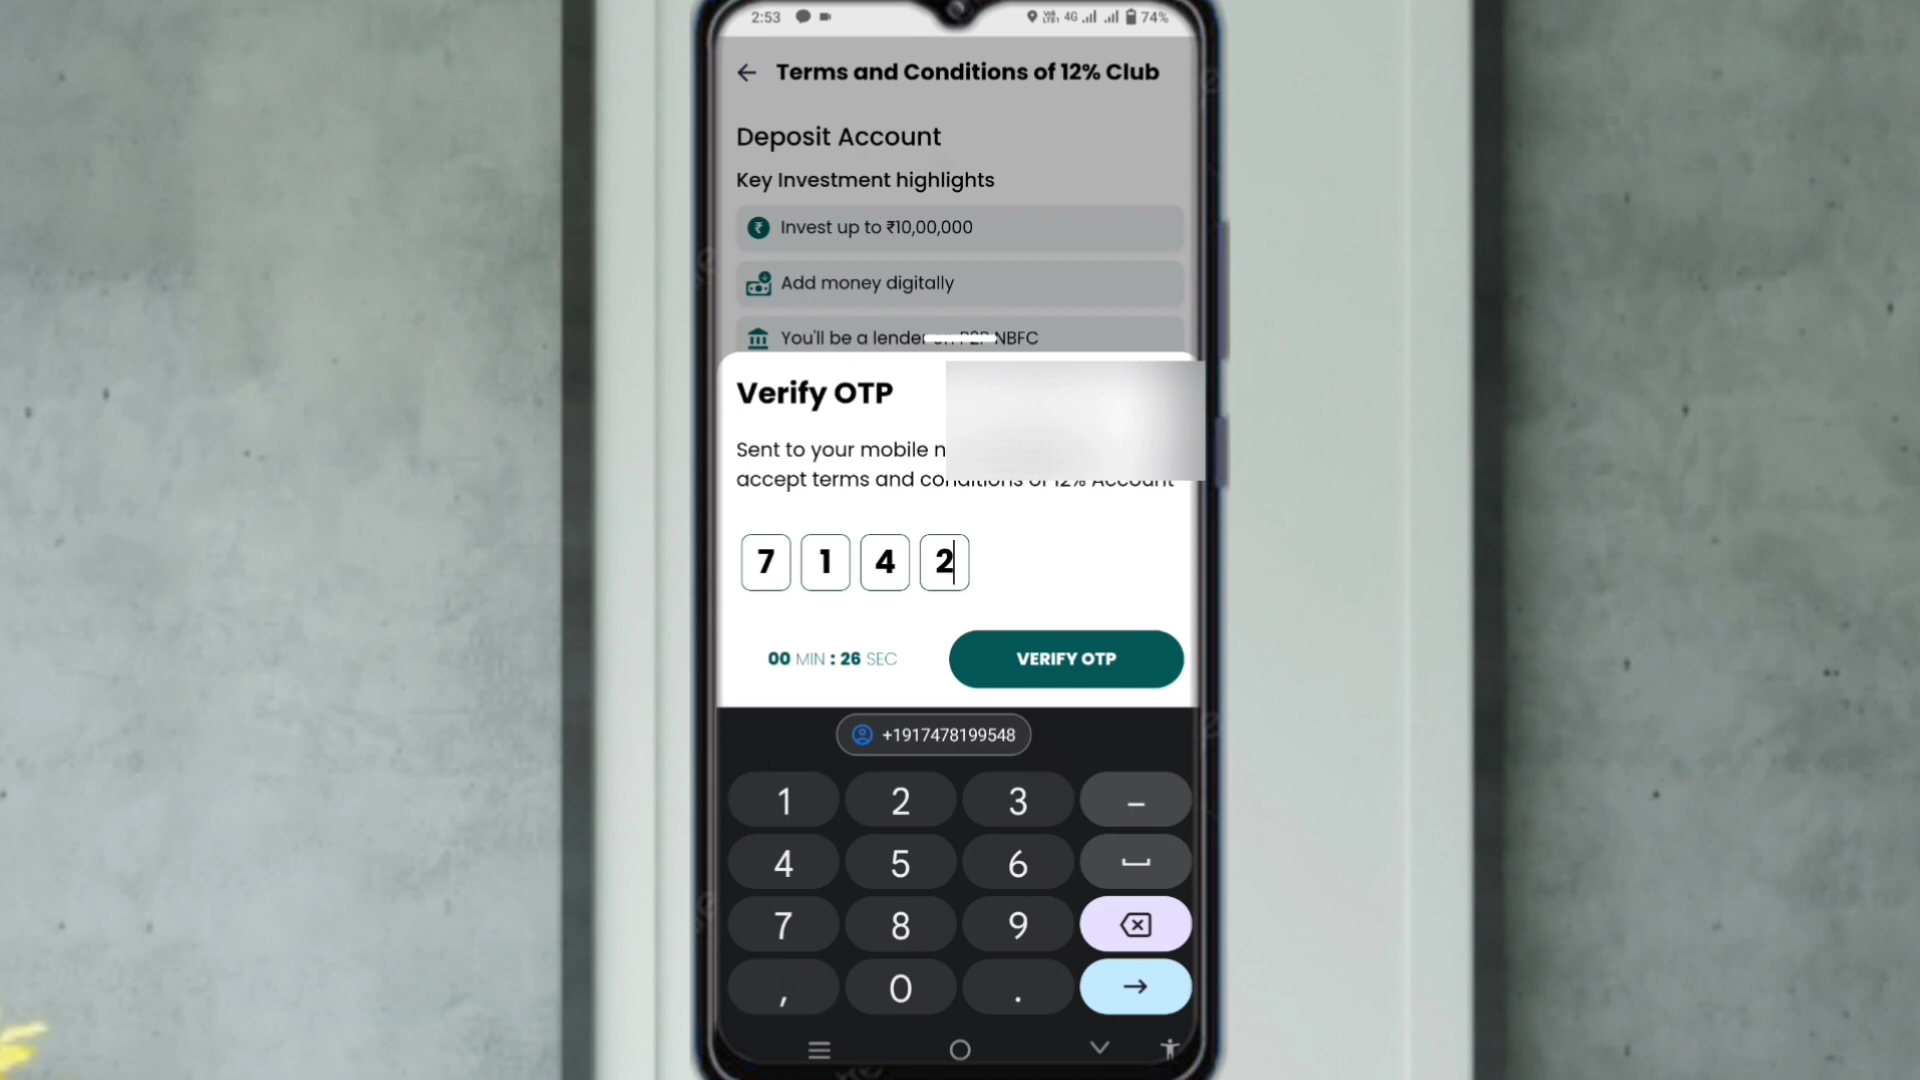 2:53 4G 74%
Terms and Conditions of 12% Club
Deposit Account
Key Investment highlights
Invest up to ₹10,00,000
Add money digitally
You'll be a lender on P2P NBFC
Verify OTP
Sent to your mobile n
accept terms and conditions of 12% Account
7 1 4 2
00 MIN : 26 SEC VERIFY OTP
+1917478199548
1 2 3 –
4 5 6
7 8 9
, 0 .